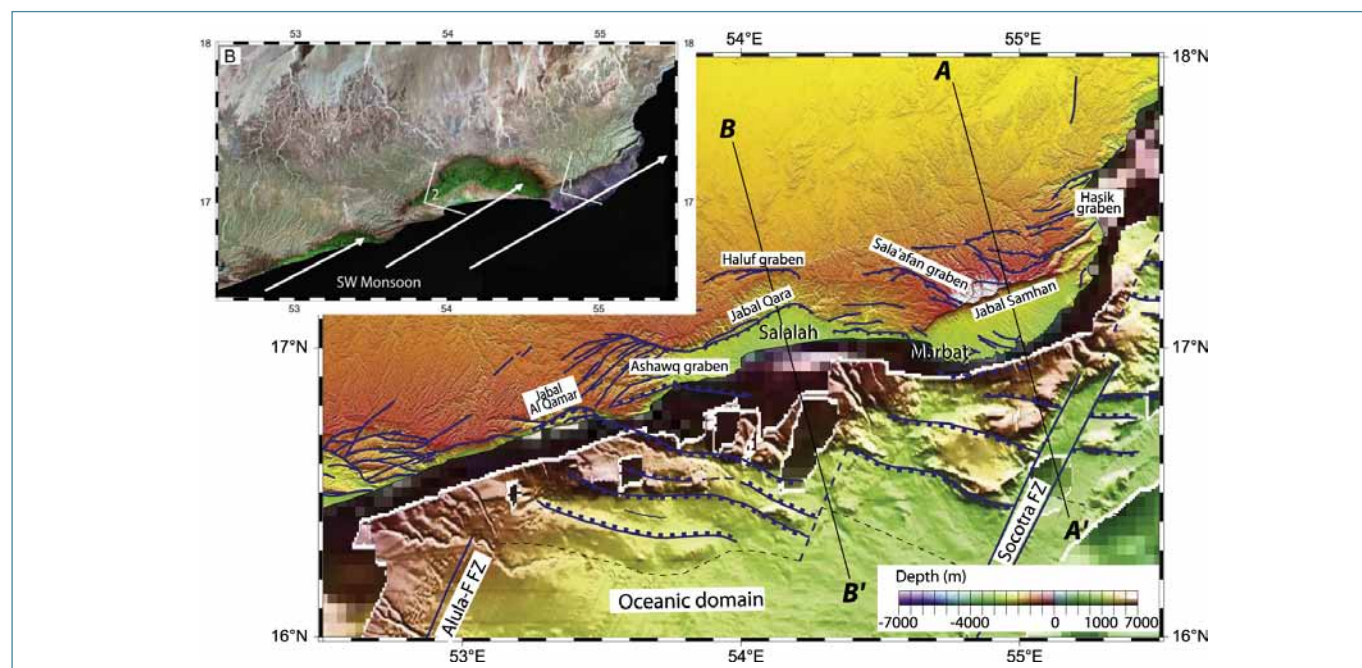 53
54
55
54°E
55°E
18
B
18
18°N
A
B
17
2
1
17
Hasik
graben
Sala'afan graben
Haluf graben
SW Monsoon
Jabal Qara
Jabal Samhan
53
54
55
Salalah
17°N
Marbat
17°N
Ashawq graben
Jabal
Al Qamar
Socotra FZ
A'
Depth (m)
B'
Alula-F FZ
Oceanic domain
-7000
-4000
0
1000
7000
16°N
16°N
53°E
54°E
55°E